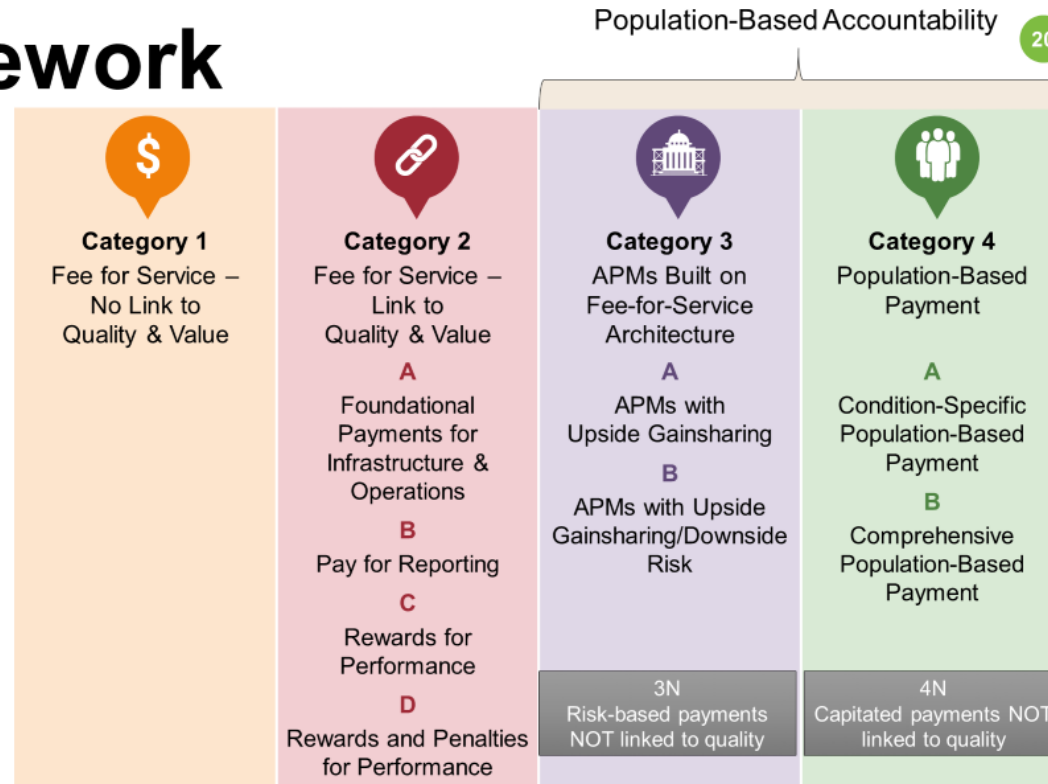 ework
Population-Based Accountability
20
$
Category 1
Fee for Service –
No Link to
Quality & Value
Category 2
Fee for Service –
Link to
Quality & Value
A
Foundational
Payments for
Infrastructure &
Operations
B
Pay for Reporting
C
Rewards for
Performance
D
Rewards and Penalties
for Performance
Category 3
APMs Built on
Fee-for-Service
Architecture
A
APMs with
Upside Gainsharing
B
APMs with Upside
Gainsharing/Downside
Risk
3N
Risk-based payments
NOT linked to quality
Category 4
Population-Based
Payment
A
Condition-Specific
Population-Based
Payment
B
Comprehensive
Population-Based
Payment
4N
Capitated payments NOT
linked to quality